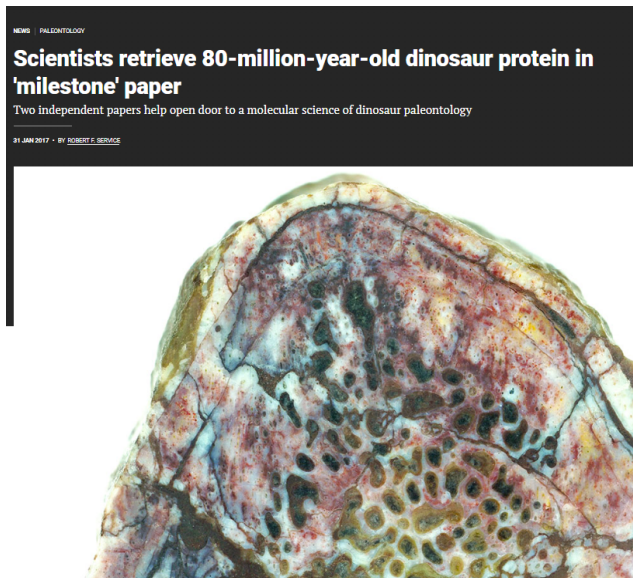 NEWS | PALEONTOLOGY
Scientists retrieve 80-million-year-old dinosaur protein in
'milestone' paper
Two independent papers help open door to a molecular science of dinosaur paleontology
31 JAN 2017 • BY ROBERT F. SERVICE